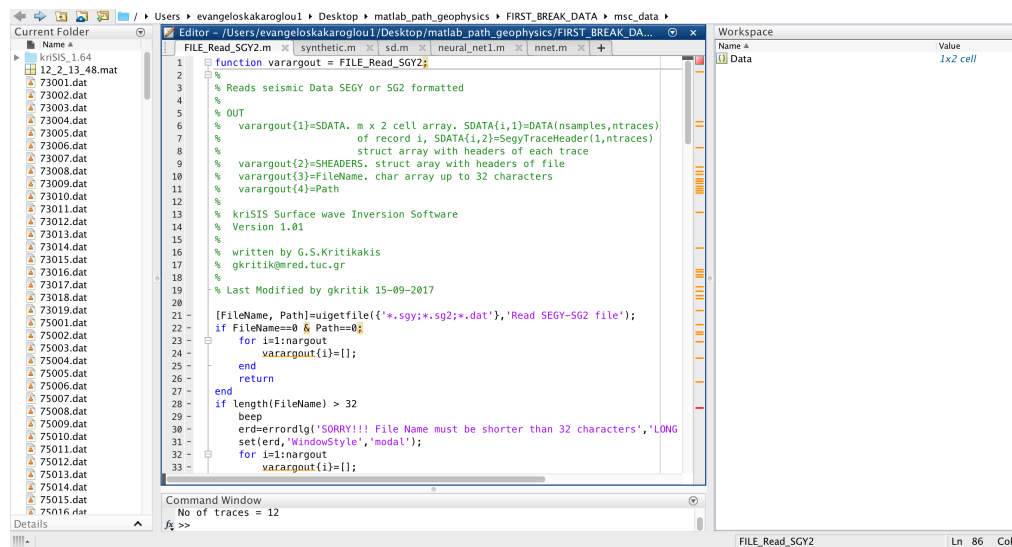 / ▸ Users ▸ evangeloskakaroglou1 ▸ Desktop ▸ matlab_path_geophysics ▸ FIRST_BREAK_DATA ▸ msc_data ▸
Current Folder
Name ▲
kriSIS_1.64
12_2_13_48.mat
73001.dat
73002.dat
73003.dat
73004.dat
73005.dat
73006.dat
73007.dat
73008.dat
73009.dat
73010.dat
73011.dat
73012.dat
73013.dat
73014.dat
73015.dat
73016.dat
73017.dat
73018.dat
73019.dat
75001.dat
75002.dat
75003.dat
75004.dat
75005.dat
75006.dat
75007.dat
75008.dat
75009.dat
75010.dat
75011.dat
75012.dat
75013.dat
75014.dat
75015.dat
75016.dat
Details
Editor - /Users/evangeloskakaroglou1/Desktop/matlab_path_geophysics/FIRST_BREAK_DA...
FILE_Read_SGY2.m × synthetic.m × sd.m × neural_net1.m × nnet.m × +
1 function varargout = FILE_Read_SGY2;
2 %
3 % Reads seismic Data SEGY or SG2 formatted
4 %
5 % OUT
6 % varargout{1}=SDATA. m x 2 cell array. SDATA{i,1}=DATA(nsamples,ntraces)
7 % of record i, SDATA{i,2}=SegyTraceHeader(1,ntraces)
8 % struct array with headers of each trace
9 % varargout{2}=SHEADERS. struct aray with headers of file
10 % varargout{3}=FileName. char array up to 32 characters
11 % varargout{4}=Path
12 %
13 % kriSIS Surface wave Inversion Software
14 % Version 1.01
15 %
16 % written by G.S.Kritikakis
17 % gkritik@mred.tuc.gr
18 %
19 % Last Modified by gkritik 15-09-2017
20
21 - [FileName, Path]=uigetfile({'*.sgy;*.sg2;*.dat'},'Read SEGY-SG2 file');
22 - if FileName==0 & Path==0;
23 - for i=1:nargout
24 - varargout{i}=[];
25 - end
26 - return
27 - end
28 - if length(FileName) > 32
29 - beep
30 - erd=errordlg('SORRY!!! File Name must be shorter than 32 characters','LONG
31 - set(erd,'WindowStyle','modal');
32 - for i=1:nargout
33 - varargout{i}=[];
Command Window
No of traces = 12
fx >>
Workspace
Name ▲ Value
Data 1x2 cell
FILE_Read_SGY2 Ln 86 Col